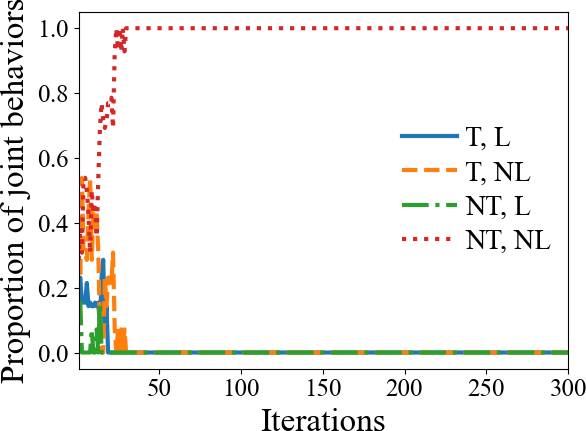 Proportion of joint behaviors
1.0
0.8
0.6
0.4
0.2
0.0
T, L
T, NL
NT, L
NT, NL
50 100 150 200 250 300
Iterations